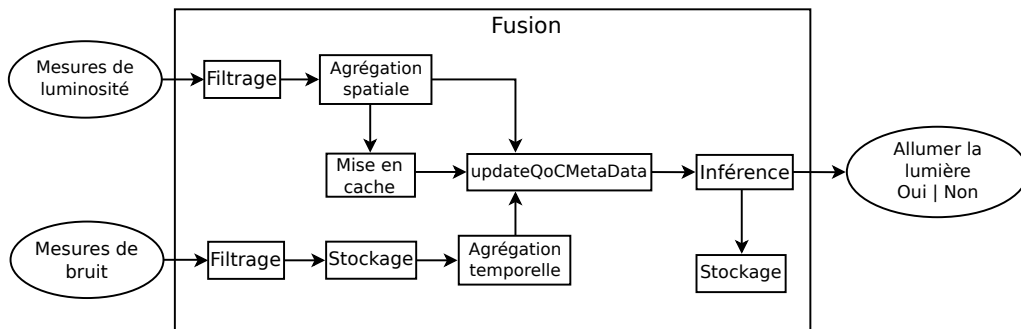 Fusion
Mesures de
luminosité
Filtrage
Agrégation
spatiale
Mise en
cache
updateQoCMetaData
Inférence
Allumer la
lumière
Oui | Non
Mesures de
bruit
Filtrage
Stockage
Agrégation
temporelle
Stockage